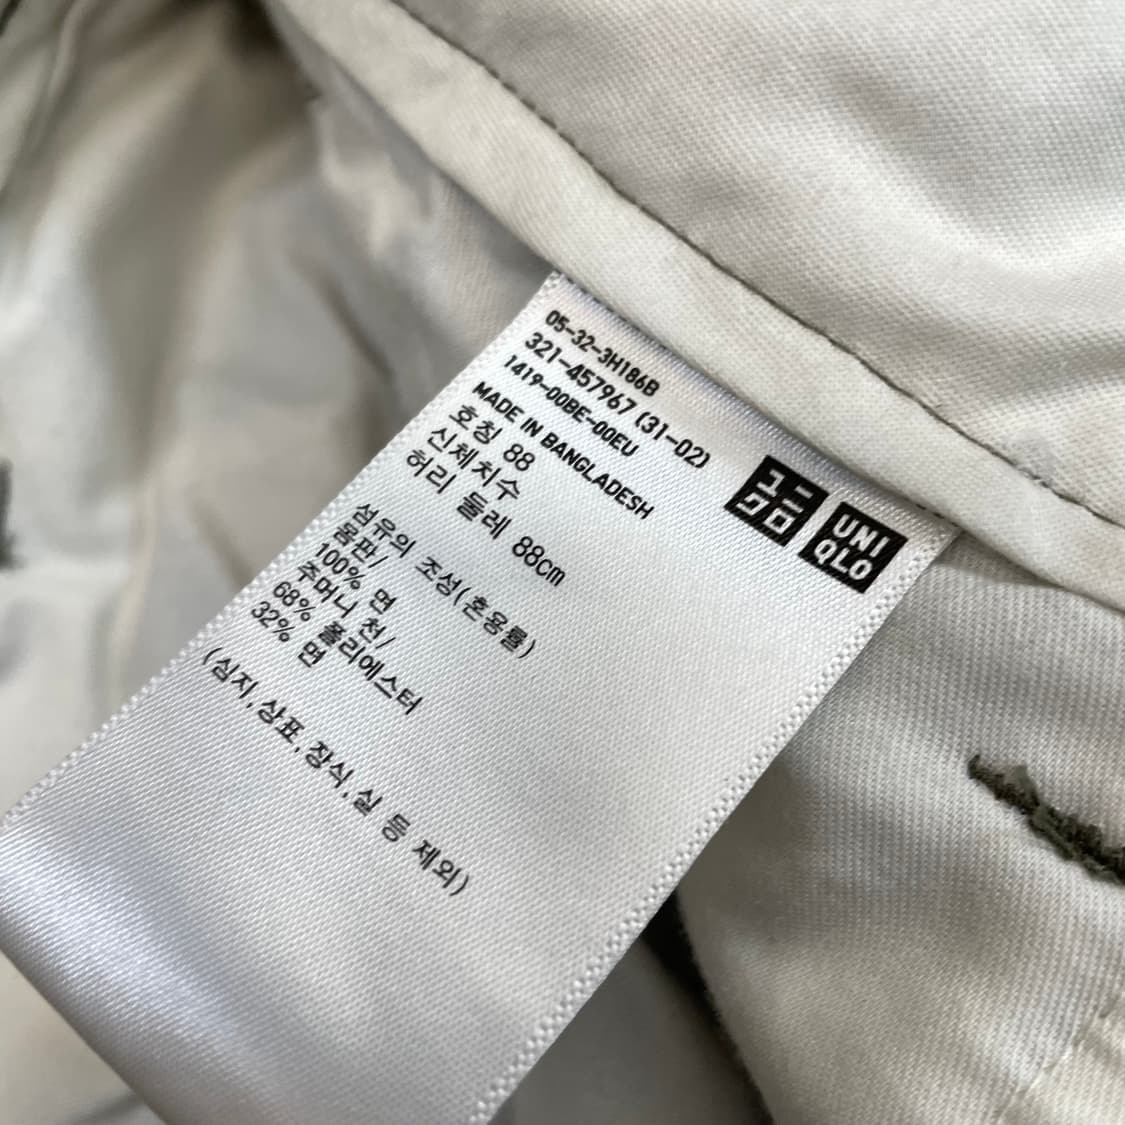 05-32-3H186B
321-457967 (31-02)
1419-00BE-00EU
MADE IN BANGLADESH
호칭 88
신체치수
허리 둘레 88cm
섬유의 조성(혼용률)
몸판/
100% 면
주머니 천/
68% 폴리에스터
32% 면
(심지,상표,장식,실 등 제외)
ユニ
クロ
UNI
QLO